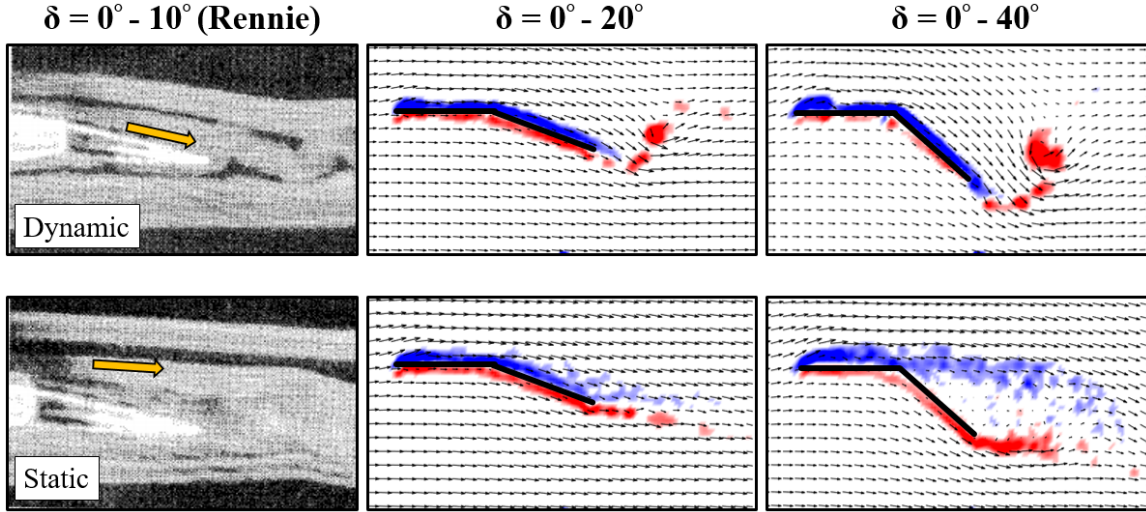 δ = 0° - 10° (Rennie)
δ = 0° - 20°
δ = 0° - 40°
Dynamic
Static